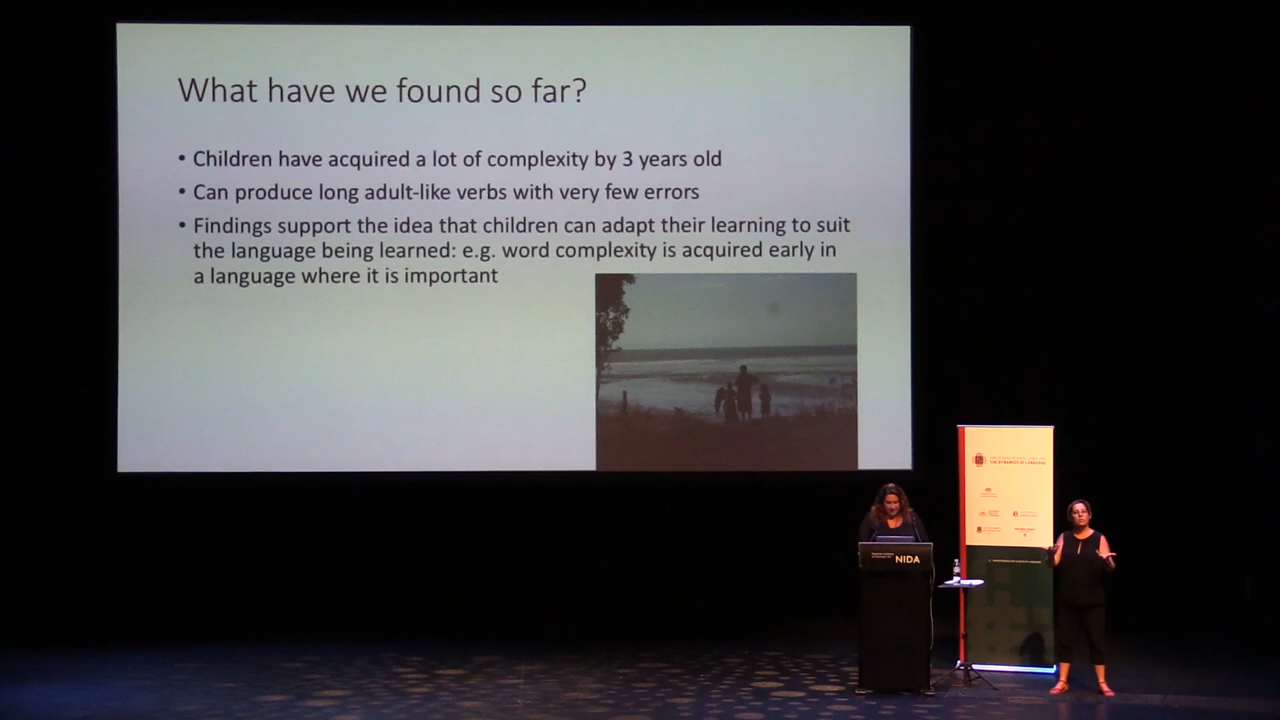 What have we found so far?
• Children have acquired a lot of complexity by 3 years old
• Can produce long adult-like verbs with very few errors
• Findings support the idea that children can adapt their learning to suit
the language being learned: e.g. word complexity is acquired early in
a language where it is important
THE DYNAMICS OF LANGUAGE
NIDA